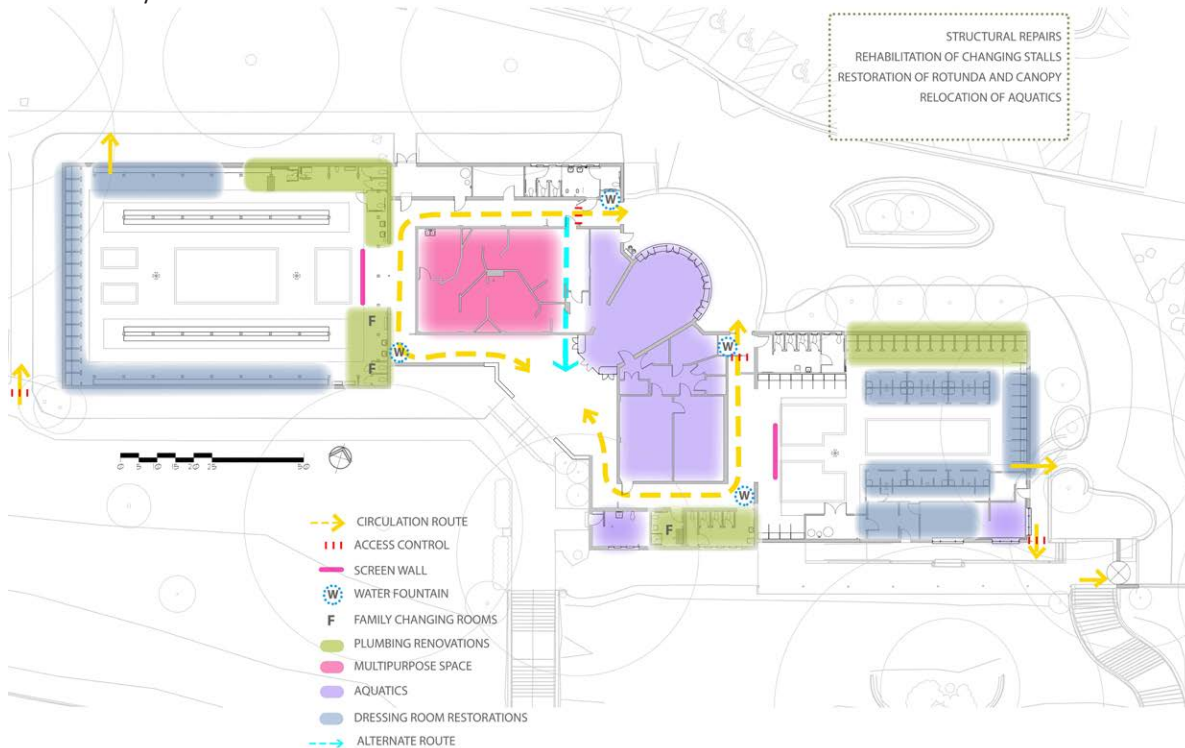 STRUCTURAL REPAIRS
REHABILITATION OF CHANGING STALLS
RESTORATION OF ROTUNDA AND CANOPY
RELOCATION OF AQUATICS
W
F
W
F
W
W
F
0 5 10 15 20 25 50
CIRCULATION ROUTE
ACCESS CONTROL
SCREEN WALL
W WATER FOUNTAIN
F FAMILY CHANGING ROOMS
PLUMBING RENOVATIONS
MULTIPURPOSE SPACE
AQUATICS
DRESSING ROOM RESTORATIONS
ALTERNATE ROUTE